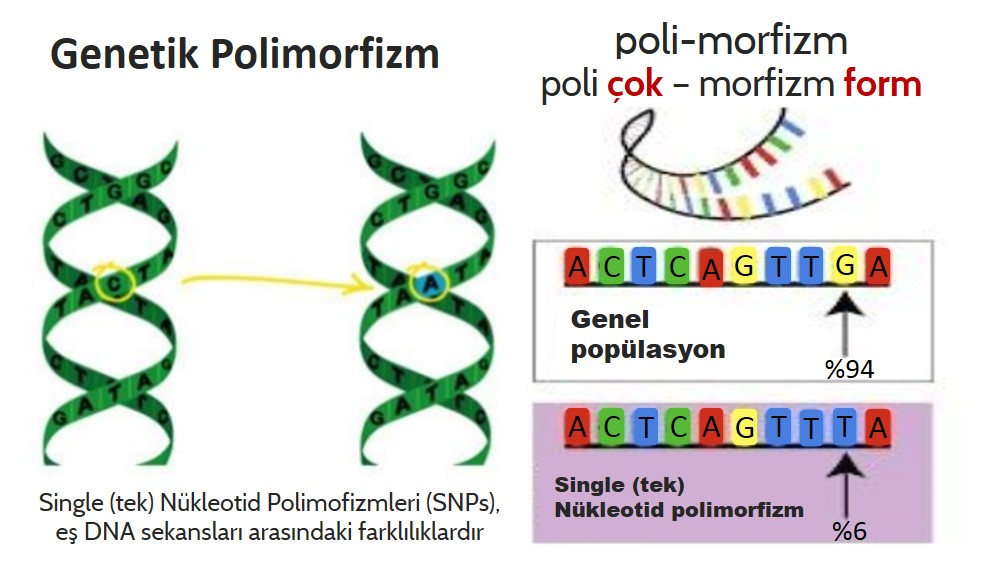 Genetik Polimorfizm
poli-morfizm
poli çok – morfizm form
G C G G C
C T G A G
C T
T A C T
C T A G
G A T T C
G C G G C
C T G A G
T
T A A T
C T A G
G A T T C
A C T C A G T T G A
Genel
popülasyon
%94
A C T C A G T T T A
Single (tek)
Nükleotid polimorfizm
%6
Single (tek) Nükleotid Polimofizmleri (SNPs),
eş DNA sekansları arasındaki farklılıklardır